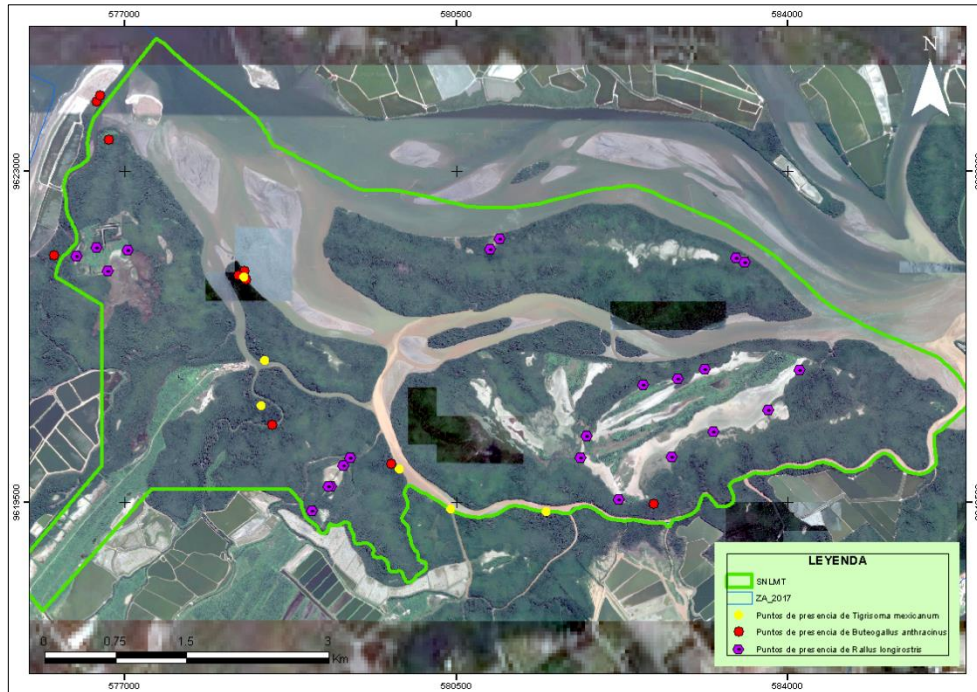 577000 580500 584000
N
9623000
9619500
LEYENDA
SNLMT
ZA_2017
Puntos de presencia de Tigrisoma mexicanum
Puntos de presencia de Buteogallus anthracinus
Puntos de presencia de Rallus longirostris
0 0.75 1.5 3
Km
577000 580500 584000